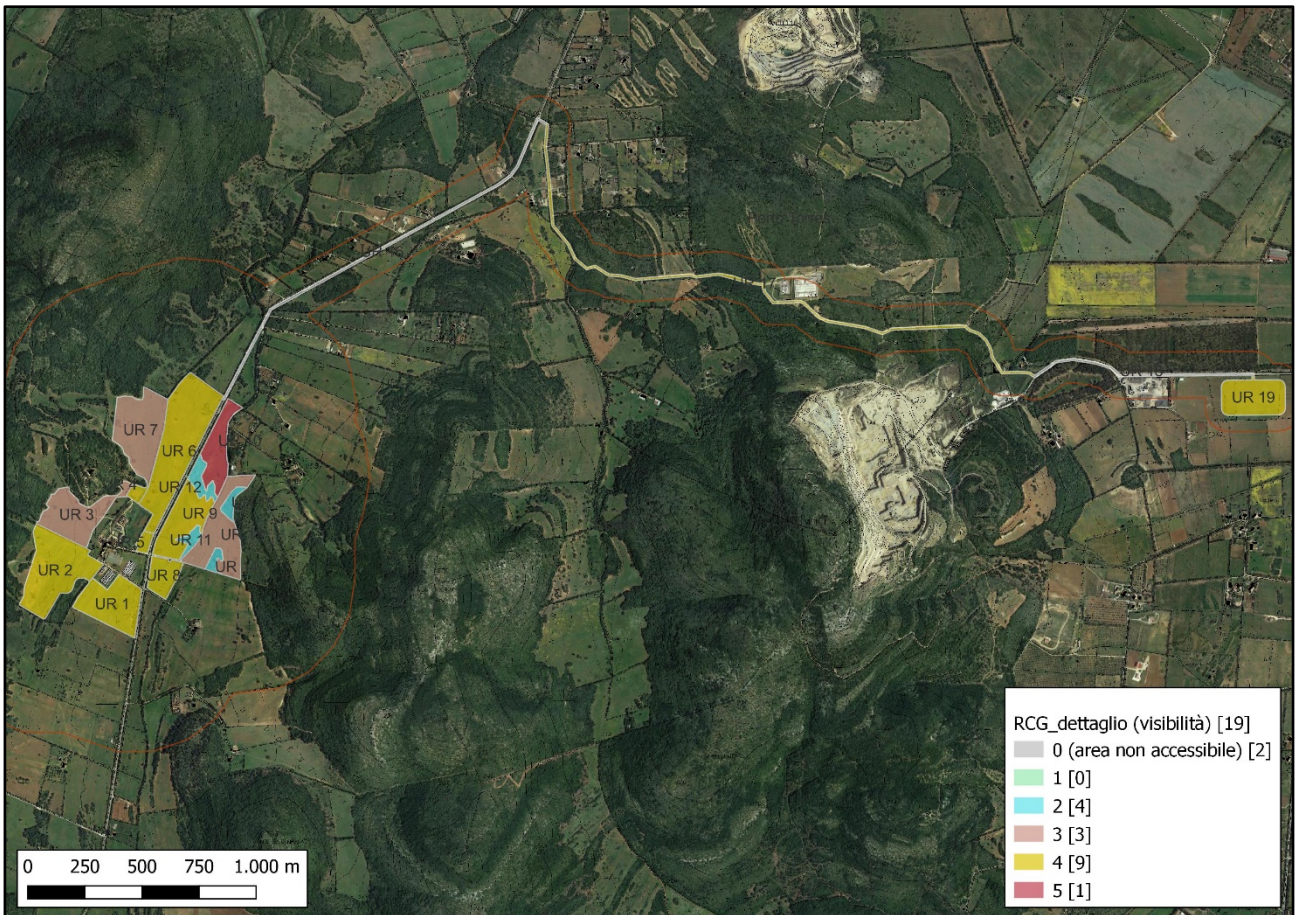 UR 7
UR 6
UR 12
UR 9
UR 3
UR 11
UR
UR
UR 8
UR 2
UR 1
UR 19
RCG_dettaglio (visibilità) [19]
0 (area non accessibile) [2]
1 [0]
2 [4]
3 [3]
4 [9]
5 [1]
0 250 500 750 1.000 m